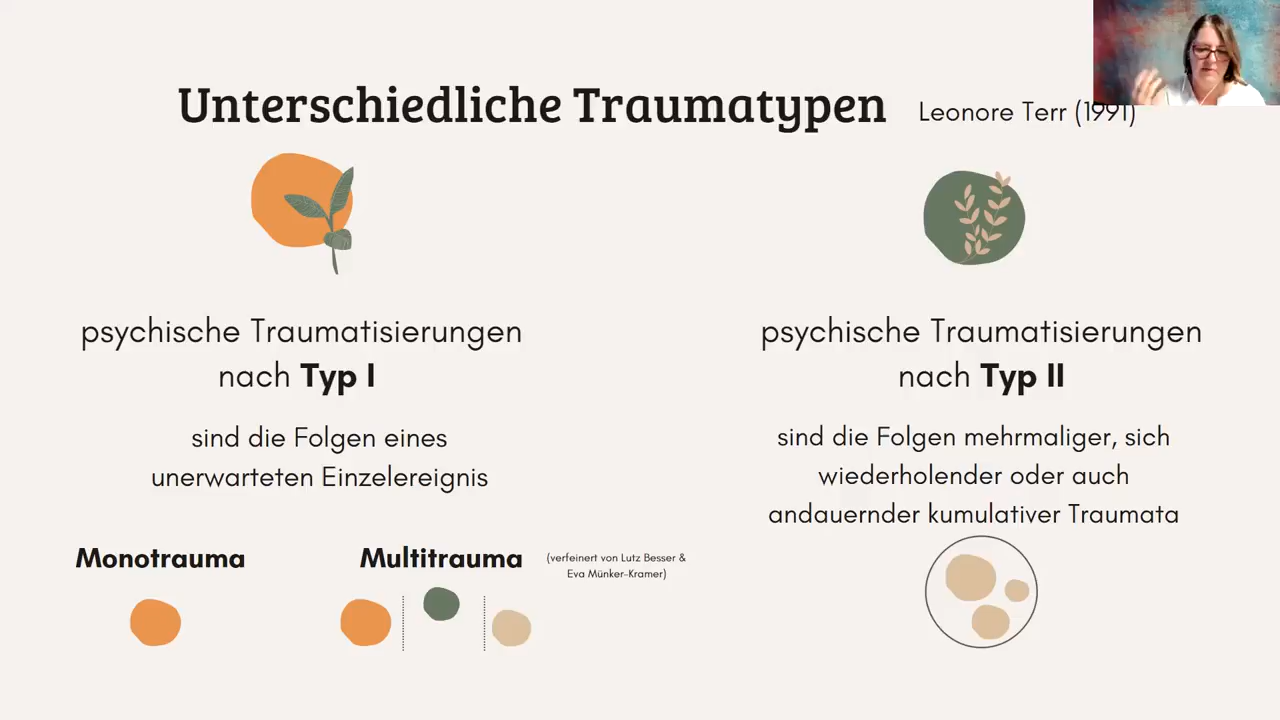 Unterschiedliche Traumatypen
Leonore Terr (1991)
psychische Traumatisierungen
nach Typ I
sind die Folgen eines
unerwarteten Einzelereignis
Monotrauma
Multitrauma
(verfeinert von Lutz Besser &
Eva Münker-Kramer)
psychische Traumatisierungen
nach Typ II
sind die Folgen mehrmaliger, sich
wiederholender oder auch
andauernder kumulativer Traumata